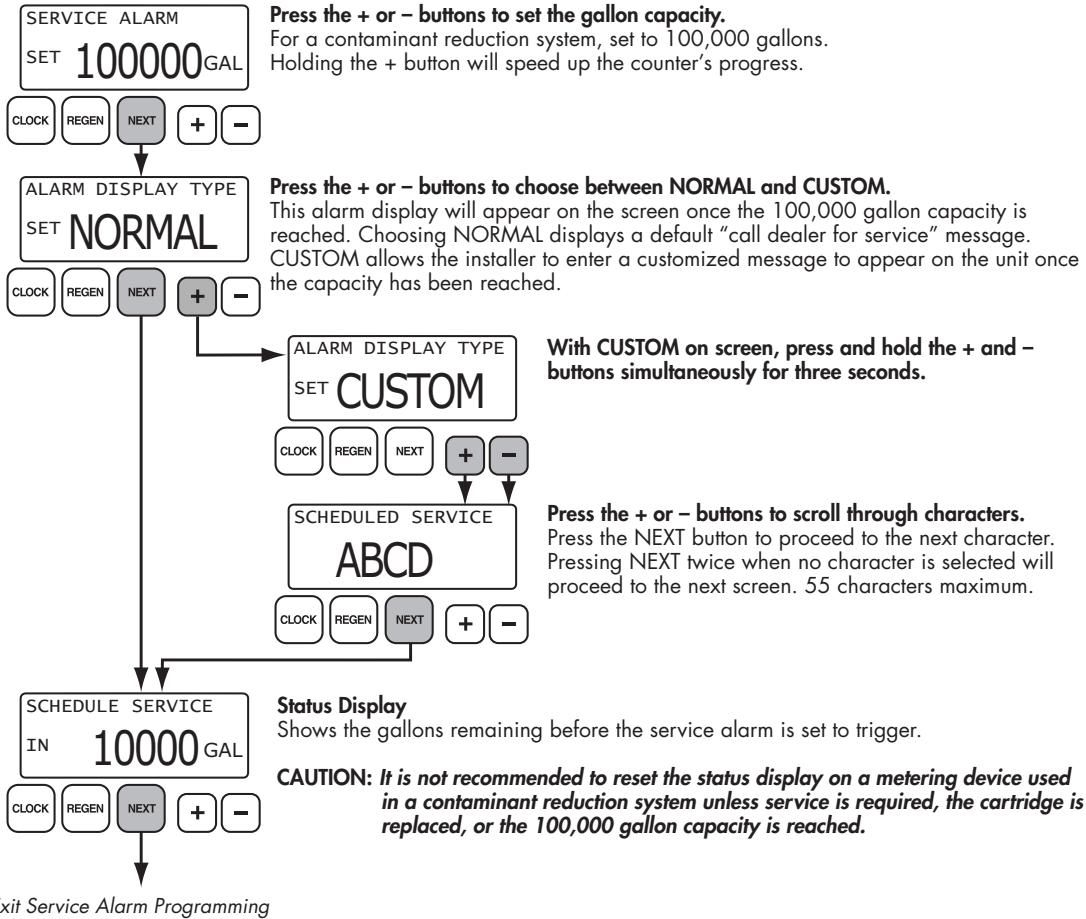 SERVICE ALARM
SET 100000 GAL
CLOCK REGEN NEXT + –
Press the + or – buttons to set the gallon capacity.
For a contaminant reduction system, set to 100,000 gallons.
Holding the + button will speed up the counter's progress.
ALARM DISPLAY TYPE
SET NORMAL
CLOCK REGEN NEXT + –
Press the + or – buttons to choose between NORMAL and CUSTOM.
This alarm display will appear on the screen once the 100,000 gallon capacity is
reached. Choosing NORMAL displays a default “call dealer for service” message.
CUSTOM allows the installer to enter a customized message to appear on the unit once
the capacity has been reached.
ALARM DISPLAY TYPE
SET CUSTOM
CLOCK REGEN NEXT + –
With CUSTOM on screen, press and hold the + and –
buttons simultaneously for three seconds.
SCHEDULED SERVICE
ABCD
CLOCK REGEN NEXT + –
Press the + or – buttons to scroll through characters.
Press the NEXT button to proceed to the next character.
Pressing NEXT twice when no character is selected will
proceed to the next screen. 55 characters maximum.
SCHEDULE SERVICE
IN 10000 GAL
CLOCK REGEN NEXT + –
Status Display
Shows the gallons remaining before the service alarm is set to trigger.
CAUTION: It is not recommended to reset the status display on a metering device used
in a contaminant reduction system unless service is required, the cartridge is
replaced, or the 100,000 gallon capacity is reached.
xit Service Alarm Programming